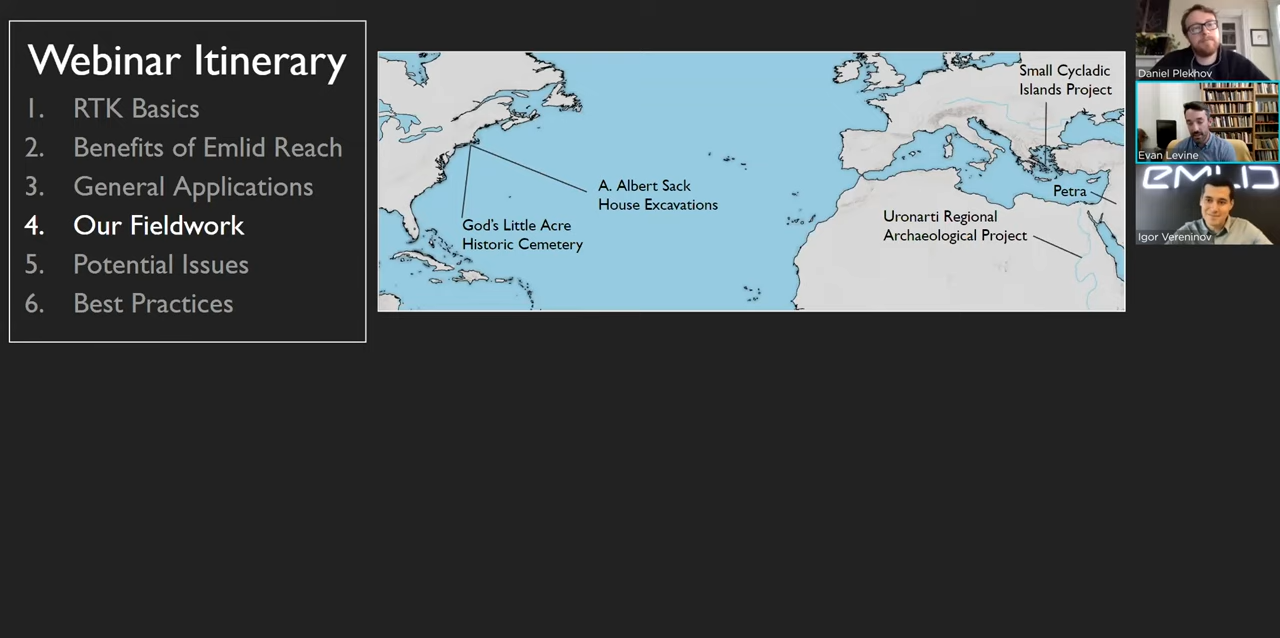 Webinar Itinerary
1. RTK Basics
2. Benefits of Emlid Reach
3. General Applications
4. Our Fieldwork
5. Potential Issues
6. Best Practices
Small Cycladic
Islands Project
A. Albert Sack
House Excavations
God's Little Acre
Historic Cemetery
Petra
Uronarti Regional
Archaeological Project
Daniel Plekhov
Evan Levine
EMLID
Igor Vereninov